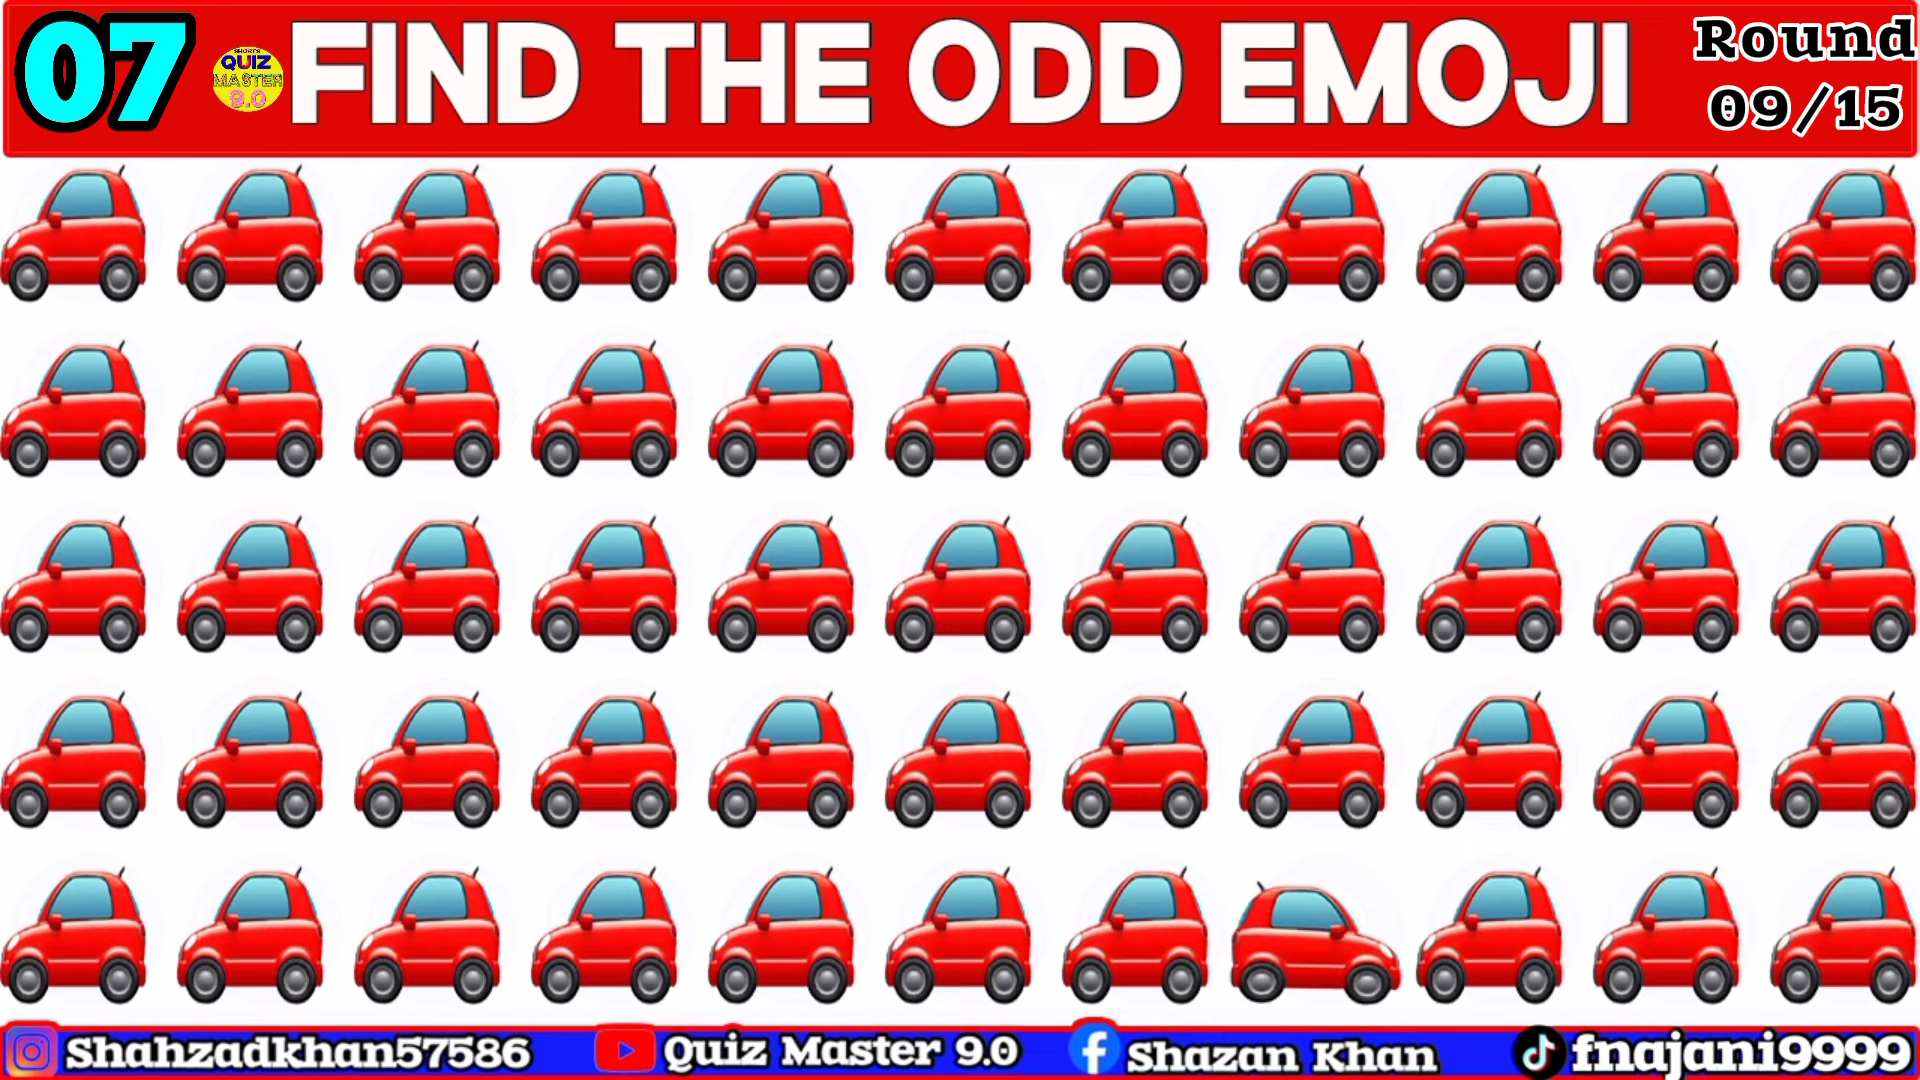 07
SHORTS
QUIZ
MASTER
9.0
FIND THE ODD EMOJI
Round
09/15
Shahzadkhan57586
Quiz Master 9.0
Shazan Khan
fnajani9999